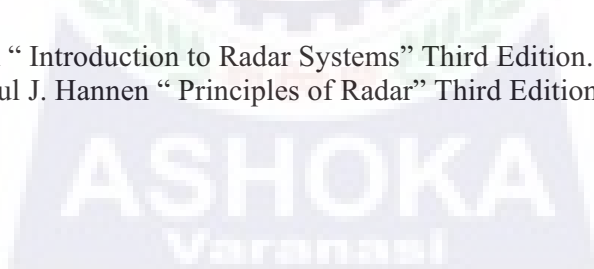 . “ Introduction to Radar Systems” Third Edition.
ul J. Hannen “ Principles of Radar” Third Edition
ASHOKA
Varanasi